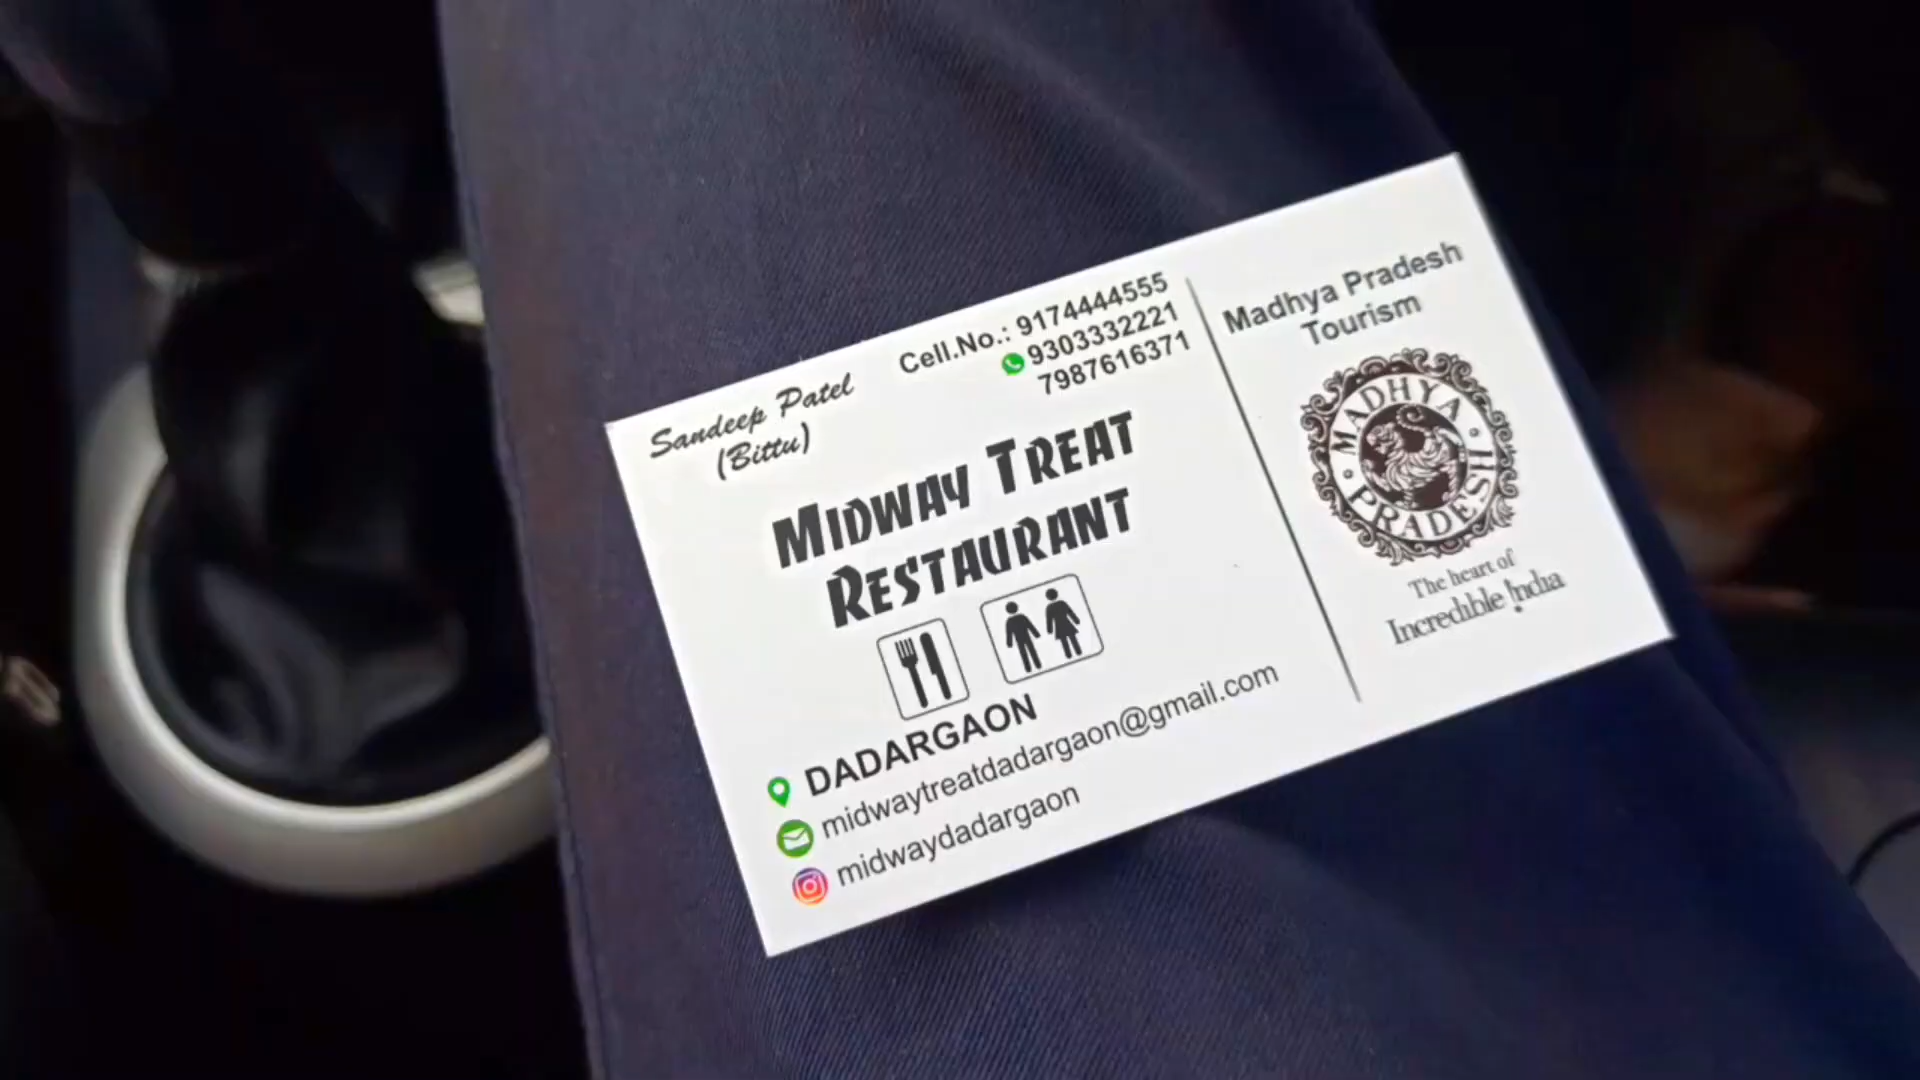 Sandeep Patel
(Bittu)
Cell.No.: 9174444555
9303332221
7987616371
MIDWAY TREAT
RESTAURANT
DADARGAON
midwaytreatdadargaon@gmail.com
midwaydadargaon
Madhya Pradesh
Tourism
MADHYA
PRADESH
The heart of
Incredible India